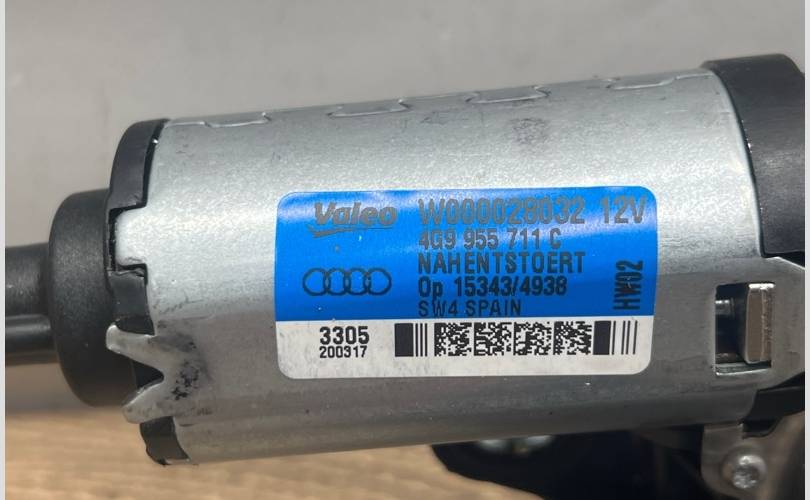 Valeo W000028032 12V
4G9 955 711 C
NAHENTSTOERT
Op 15343/4938
SW4 SPAIN
HW02
3305
200317